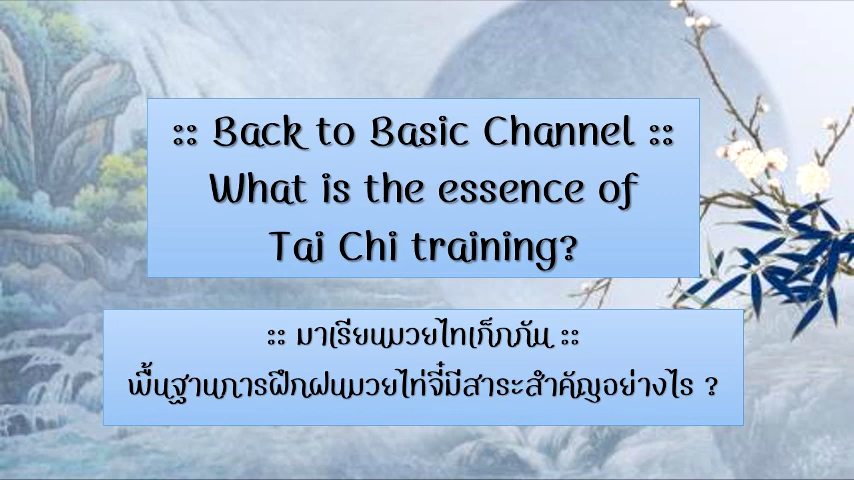 :: Back to Basic Channel ::
What is the essence of
Tai Chi training?
:: มาเรียนมวยไทเก็กกัน ::
พื้นฐานการฝึกฝนมวยไท่จี๋มีสาระสำคัญอย่างไร ?